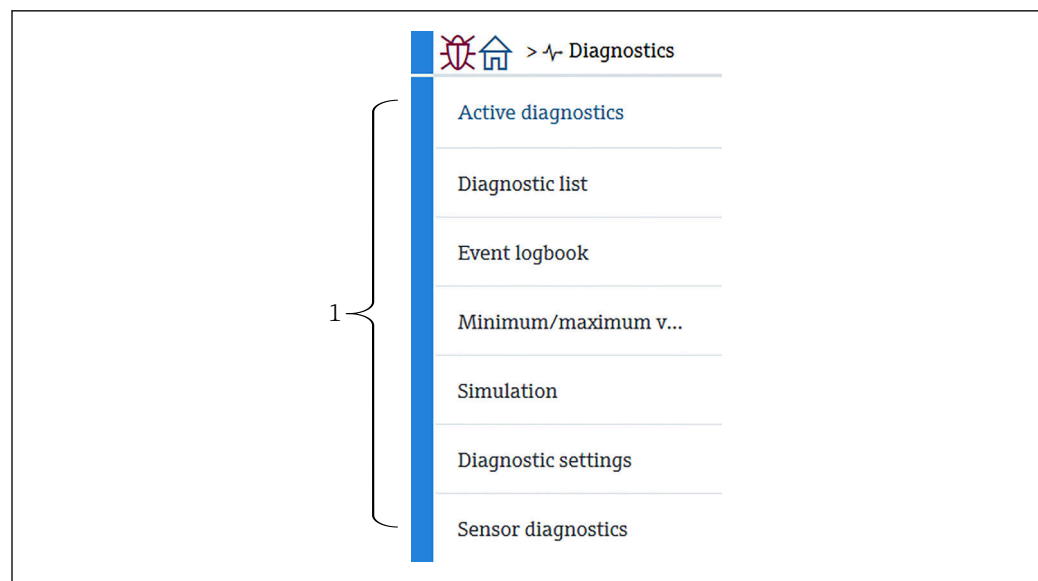 > Diagnostics
Active diagnostics
Diagnostic list
Event logbook
1
Minimum/maximum v...
Simulation
Diagnostic settings
Sensor diagnostics